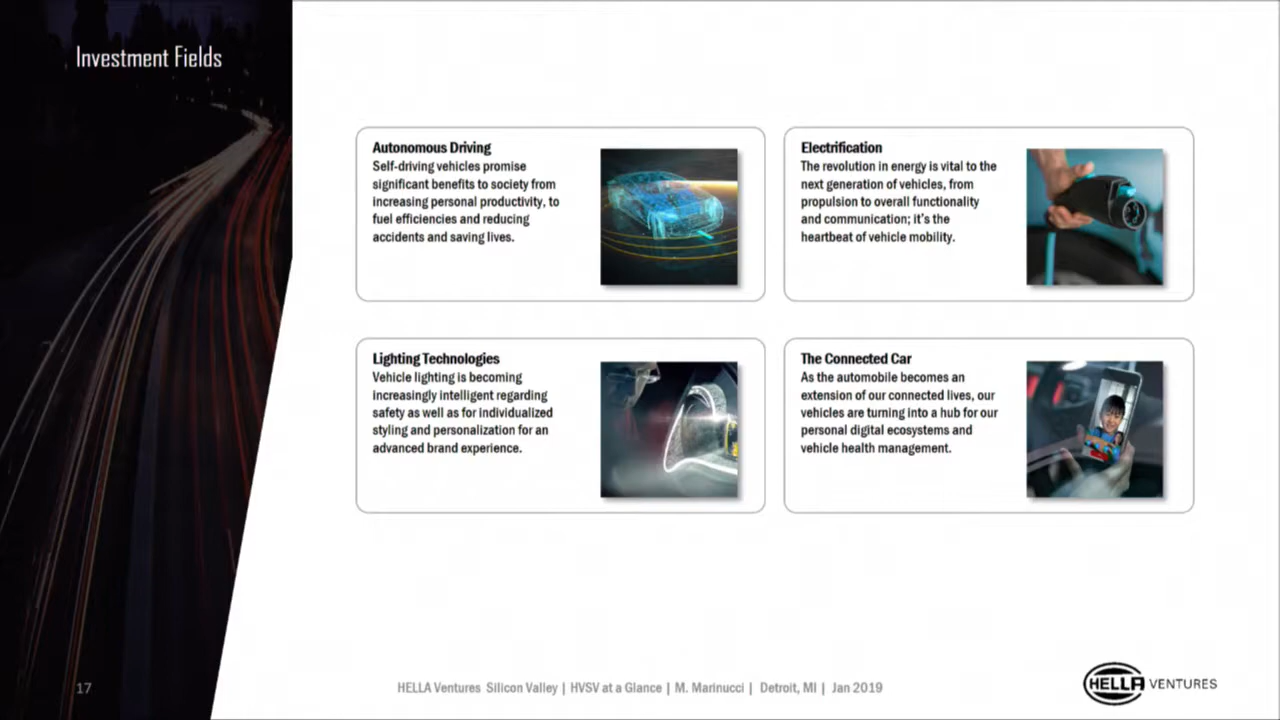 Investment Fields
Autonomous Driving
Self-driving vehicles promise
significant benefits to society from
increasing personal productivity, to
fuel efficiencies and reducing
accidents and saving lives.
Electrification
The revolution in energy is vital to the
next generation of vehicles, from
propulsion to overall functionality
and communication; it's the
heartbeat of vehicle mobility.
Lighting Technologies
Vehicle lighting is becoming
increasingly intelligent regarding
safety as well as for individualized
styling and personalization for an
advanced brand experience.
The Connected Car
As the automobile becomes an
extension of our connected lives, our
vehicles are turning into a hub for our
personal digital ecosystems and
vehicle health management.
17
HELLA Ventures Silicon Valley | HVSV at a Glance | M. Marinucci | Detroit, MI | Jan 2019
HELLA VENTURES